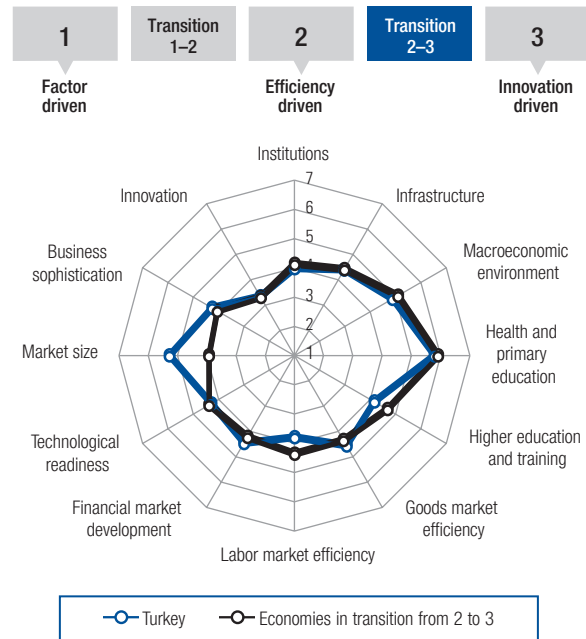 1
Transition
1–2
2
Transition
2–3
3
Factor
driven
Efficiency
driven
Innovation
driven
Institutions
7
Innovation
Infrastructure
6
5
Business
sophistication
Macroeconomic
environment
4
3
2
Market size
1
Health and
primary
education
Technological
readiness
Higher education
and training
Financial market
development
Goods market
efficiency
Labor market efficiency
Turkey
Economies in transition from 2 to 3